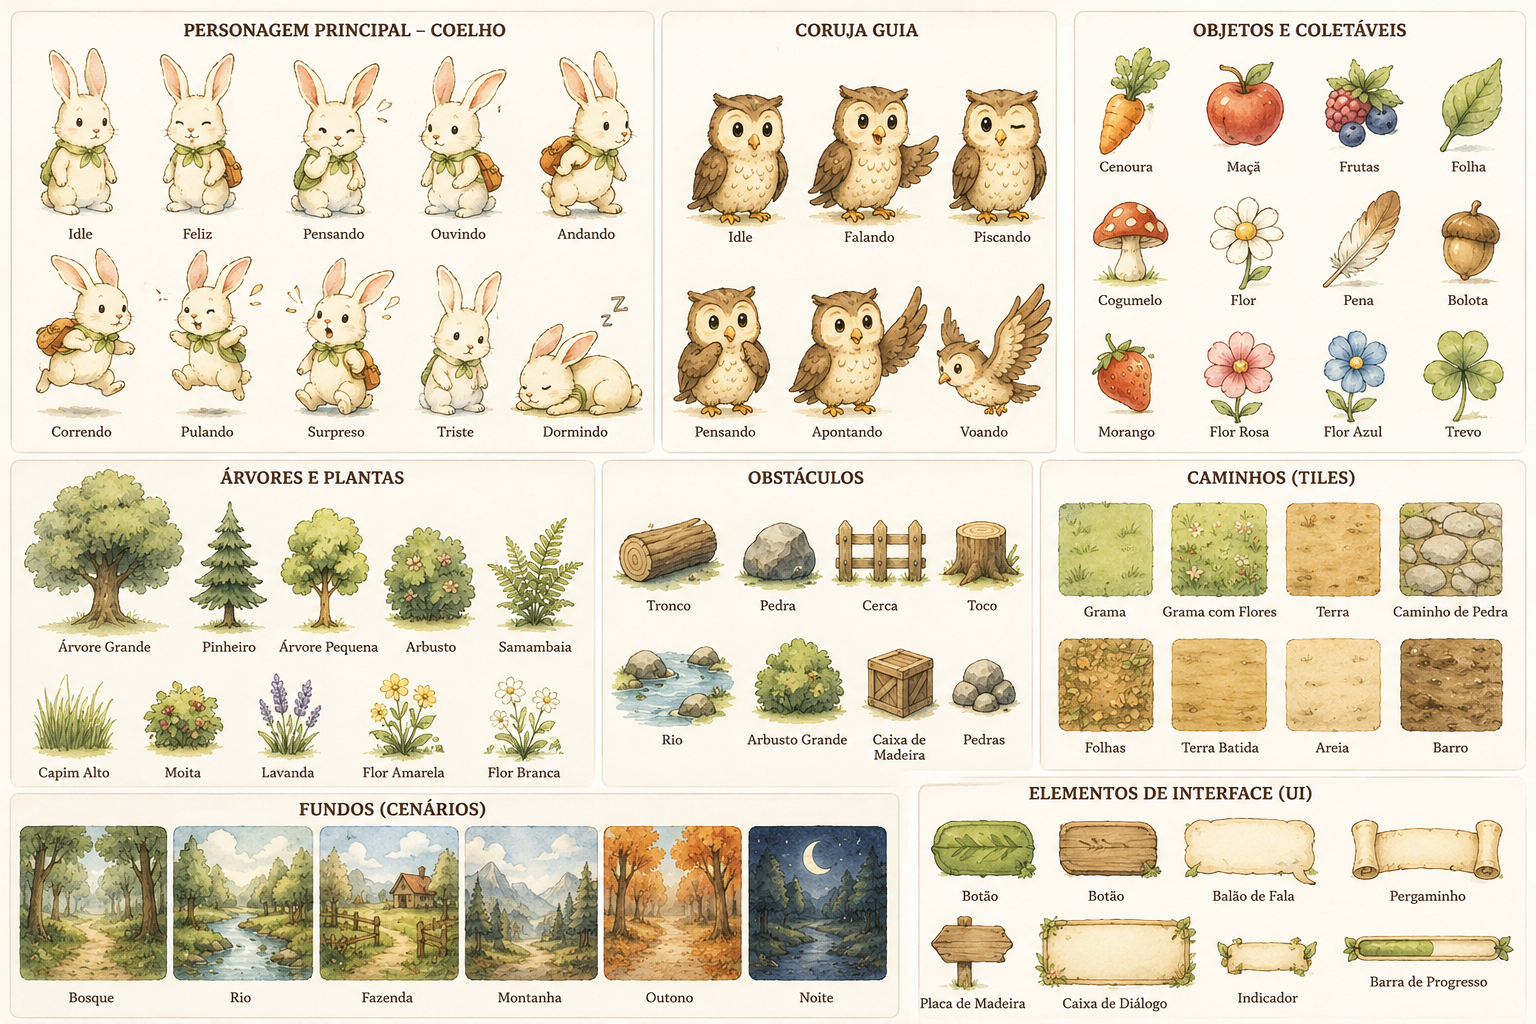 PERSONAGEM PRINCIPAL – COELHO
Idle
Feliz
Pensando
Ouvindo
Andando
Z
Z
Correndo
Pulando
Surpreso
Triste
Dormindo
CORUJA GUIA
Idle
Falando
Piscando
Pensando
Apontando
Voando
OBJETOS E COLETÁVEIS
Cenoura
Maçã
Frutas
Folha
Cogumelo
Flor
Pena
Bolota
Morango
Flor Rosa
Flor Azul
Trevo
ÁRVORES E PLANTAS
Árvore Grande
Pinheiro
Árvore Pequena
Arbusto
Samambaia
Capim Alto
Moita
Lavanda
Flor Amarela
Flor Branca
OBSTÁCULOS
Tronco
Pedra
Cerca
Toco
Rio
Arbusto Grande
Caixa de
Madeira
Pedras
CAMINHOS (TILES)
Grama
Grama com Flores
Terra
Caminho de Pedra
Folhas
Terra Batida
Areia
Barro
FUNDOS (CENÁRIOS)
Bosque
Rio
Fazenda
Montanha
Outono
Noite
ELEMENTOS DE INTERFACE (UI)
Botão
Botão
Balão de Fala
Pergaminho
Placa de Madeira
Caixa de Diálogo
Indicador
Barra de Progresso